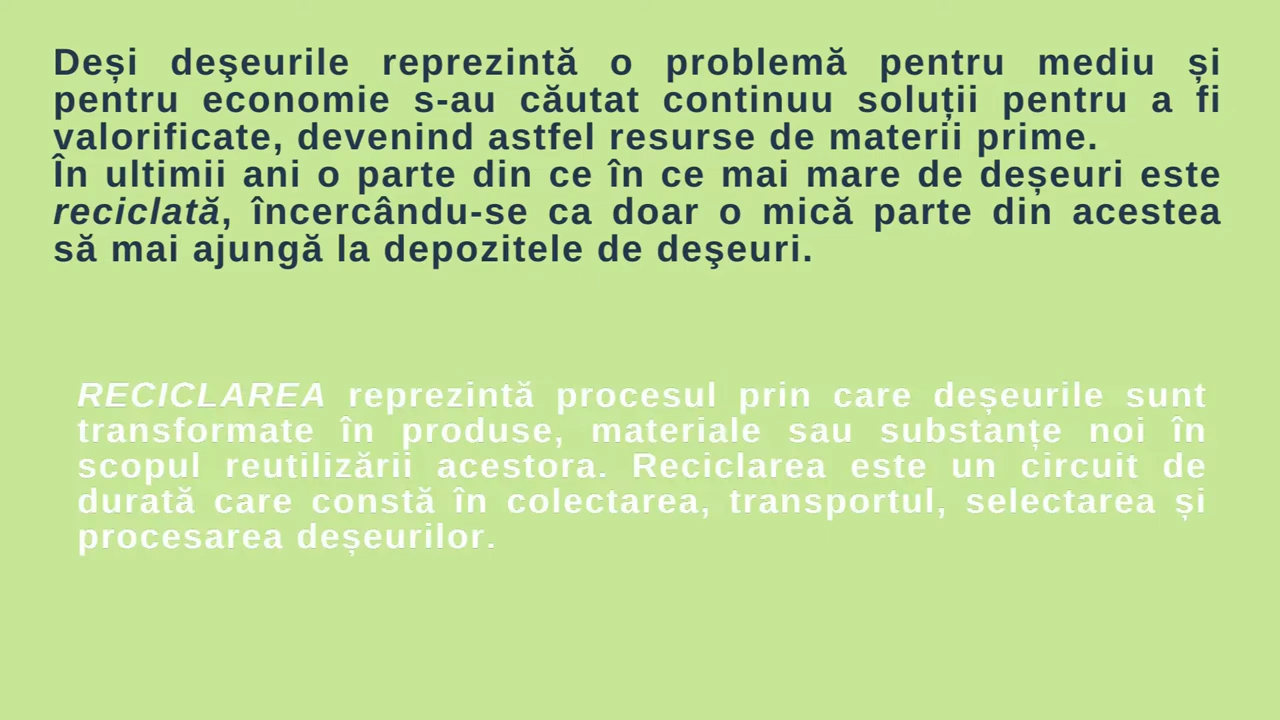 Deși deşeurile reprezintă o problemă pentru mediu și
pentru economie s-au căutat continuu soluții pentru a fi
valorificate, devenind astfel resurse de materii prime.
În ultimii ani o parte din ce în ce mai mare de deșeuri este
reciclată, încercându-se ca doar o mică parte din acestea
să mai ajungă la depozitele de deşeuri.
RECICLAREA reprezintă procesul prin care deșeurile sunt
transformate în produse, materiale sau substanțe noi în
scopul reutilizării acestora. Reciclarea este un circuit de
durată care constă în colectarea, transportul, selectarea și
procesarea deșeurilor.